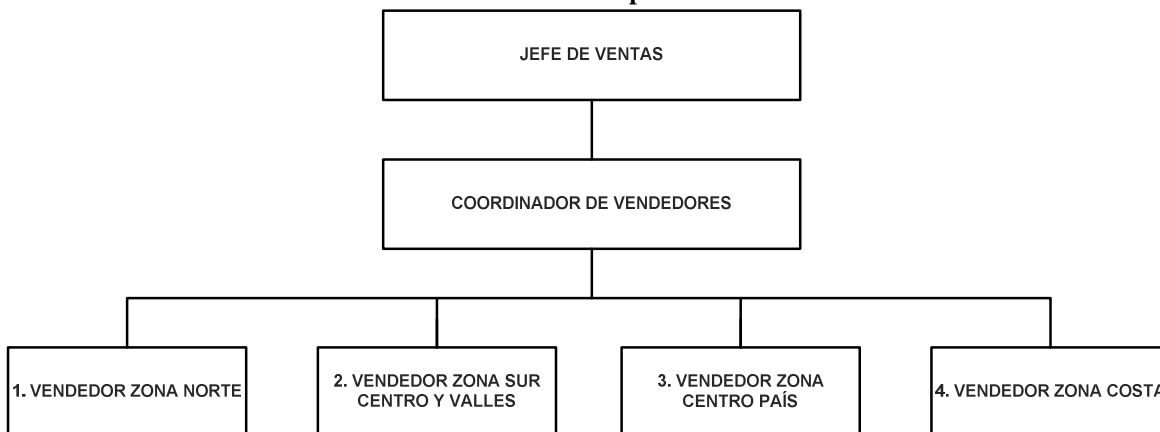 JEFE DE VENTAS
COORDINADOR DE VENDEDORES
1. VENDEDOR ZONA NORTE
2. VENDEDOR ZONA SUR
CENTRO Y VALLES
3. VENDEDOR ZONA
CENTRO PAÍS
4. VENDEDOR ZONA COSTA